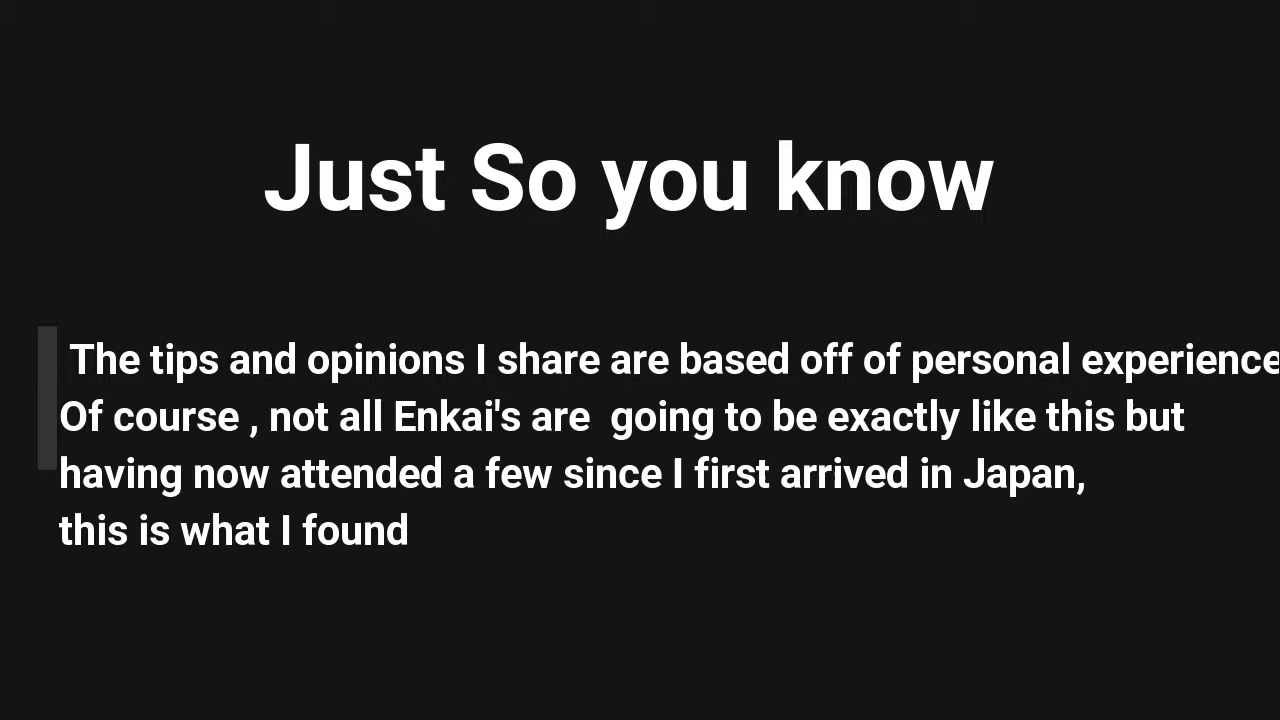 Just So you know
The tips and opinions I share are based off of personal experience
Of course , not all Enkai's are going to be exactly like this but
having now attended a few since I first arrived in Japan,
this is what I found